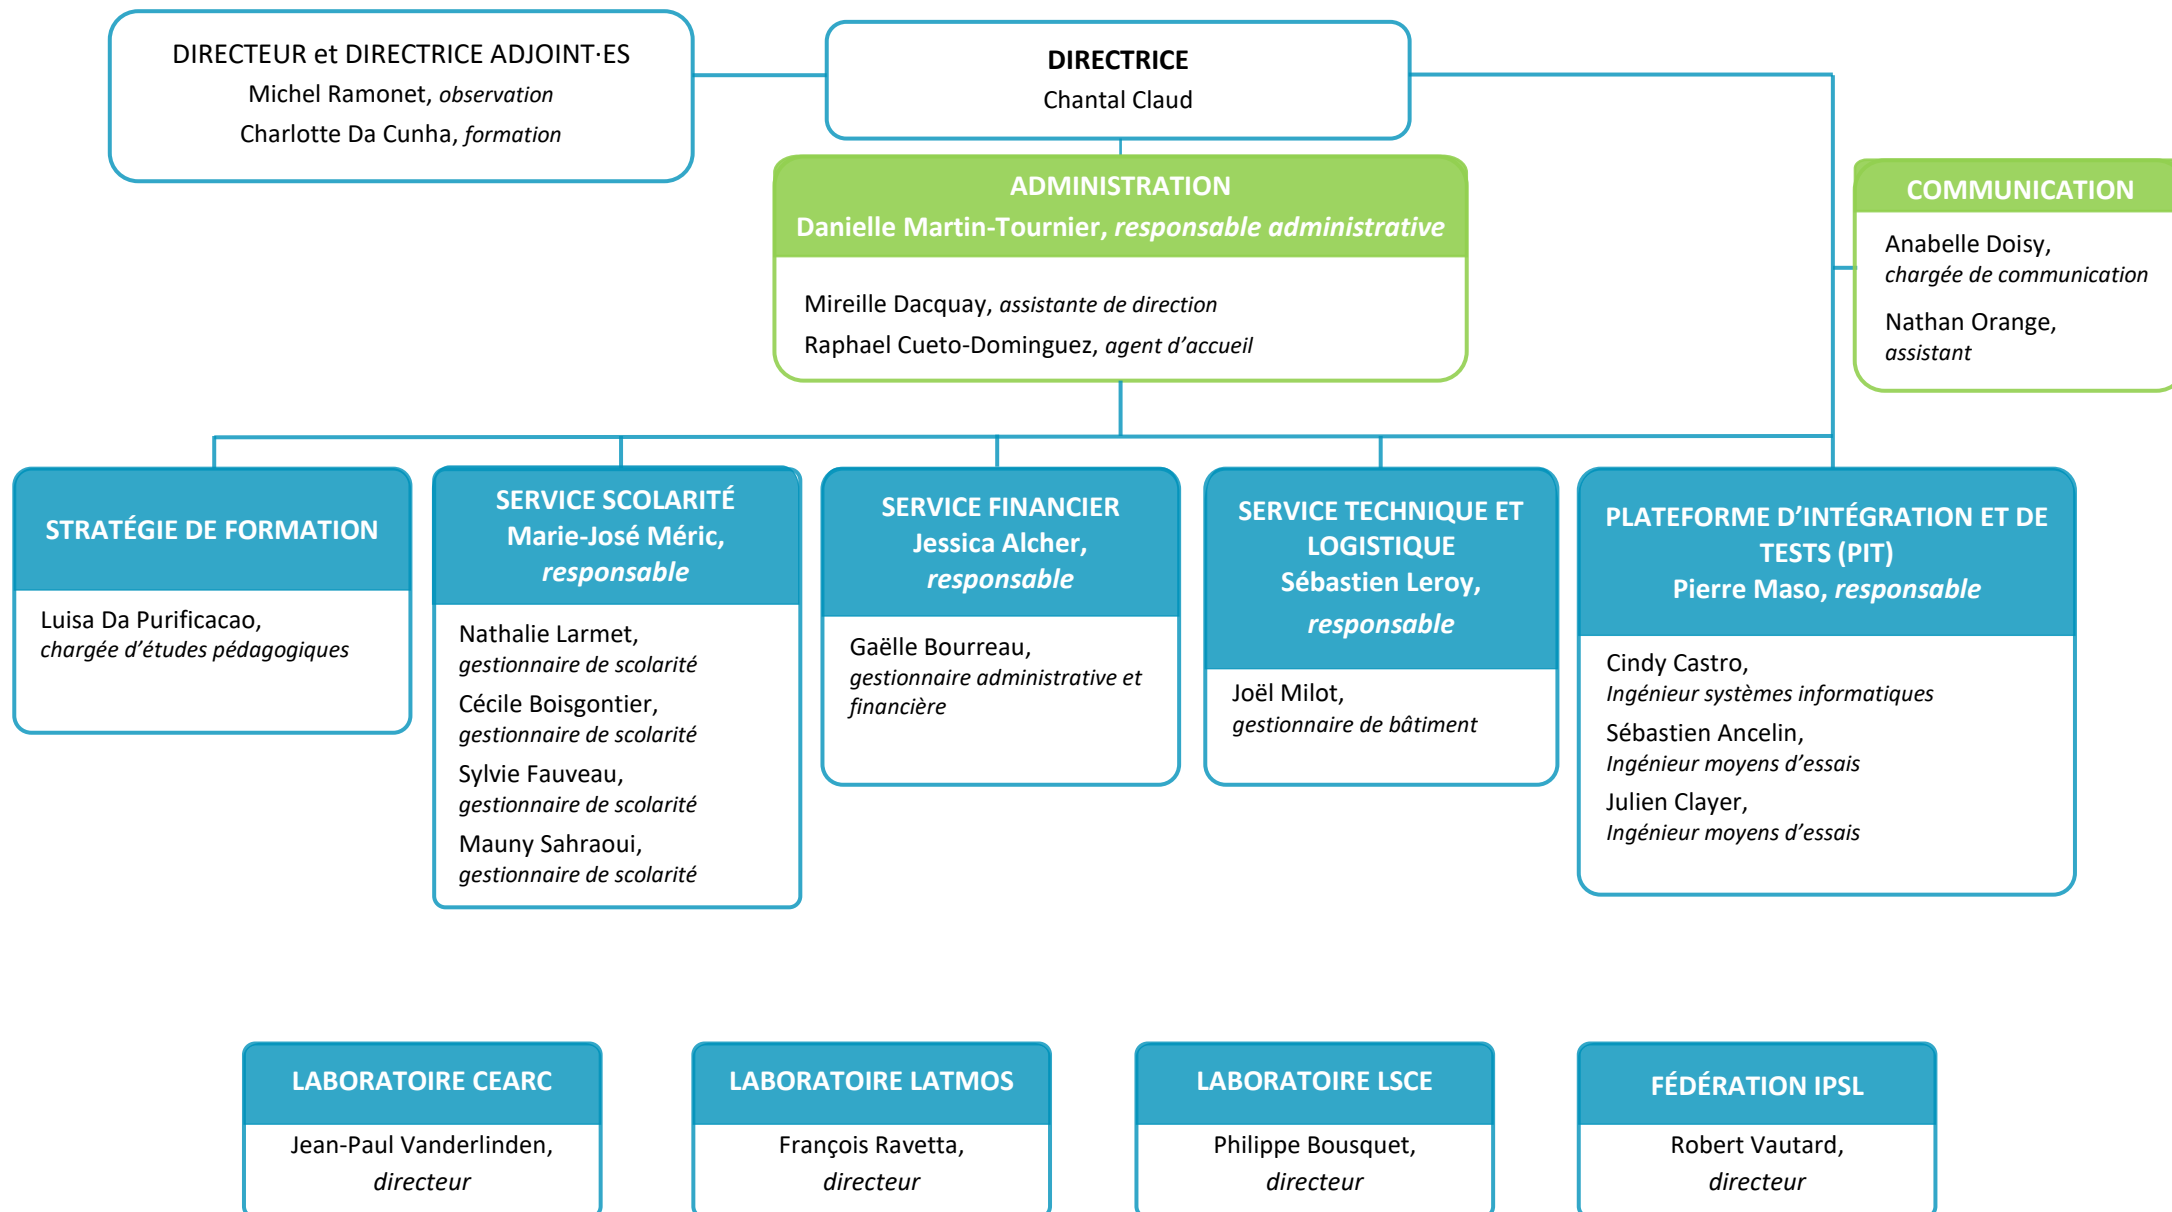 DIRECTEUR et DIRECTRICE ADJOINT·ES
Michel Ramonet, observation
Charlotte Da Cunha, formation
DIRECTRICE
Chantal Claud
ADMINISTRATION
Danielle Martin-Tournier, responsable administrative
Mireille Dacquay, assistante de direction
Raphael Cueto-Dominguez, agent d’accueil
COMMUNICATION
Anabelle Doisy,
chargée de communication
Nathan Orange,
assistant
STRATÉGIE DE FORMATION
Luisa Da Purificacao,
chargée d’études pédagogiques
SERVICE SCOLARITÉ
Marie-José Méric,
responsable
Nathalie Larmet,
gestionnaire de scolarité
Cécile Boisgontier,
gestionnaire de scolarité
Sylvie Fauveau,
gestionnaire de scolarité
Mauny Sahraoui,
gestionnaire de scolarité
SERVICE FINANCIER
Jessica Alcher,
responsable
Gaëlle Bourreau,
gestionnaire administrative et
financière
SERVICE TECHNIQUE ET
LOGISTIQUE
Sébastien Leroy,
responsable
Joël Milot,
gestionnaire de bâtiment
PLATEFORME D’INTÉGRATION ET DE
TESTS (PIT)
Pierre Maso, responsable
Cindy Castro,
Ingénieur systèmes informatiques
Sébastien Ancelin,
Ingénieur moyens d’essais
Julien Clayer,
Ingénieur moyens d’essais
LABORATOIRE CEARC
Jean-Paul Vanderlinden,
directeur
LABORATOIRE LATMOS
François Ravetta,
directeur
LABORATOIRE LSCE
Philippe Bousquet,
directeur
FÉDÉRATION IPSL
Robert Vautard,
directeur